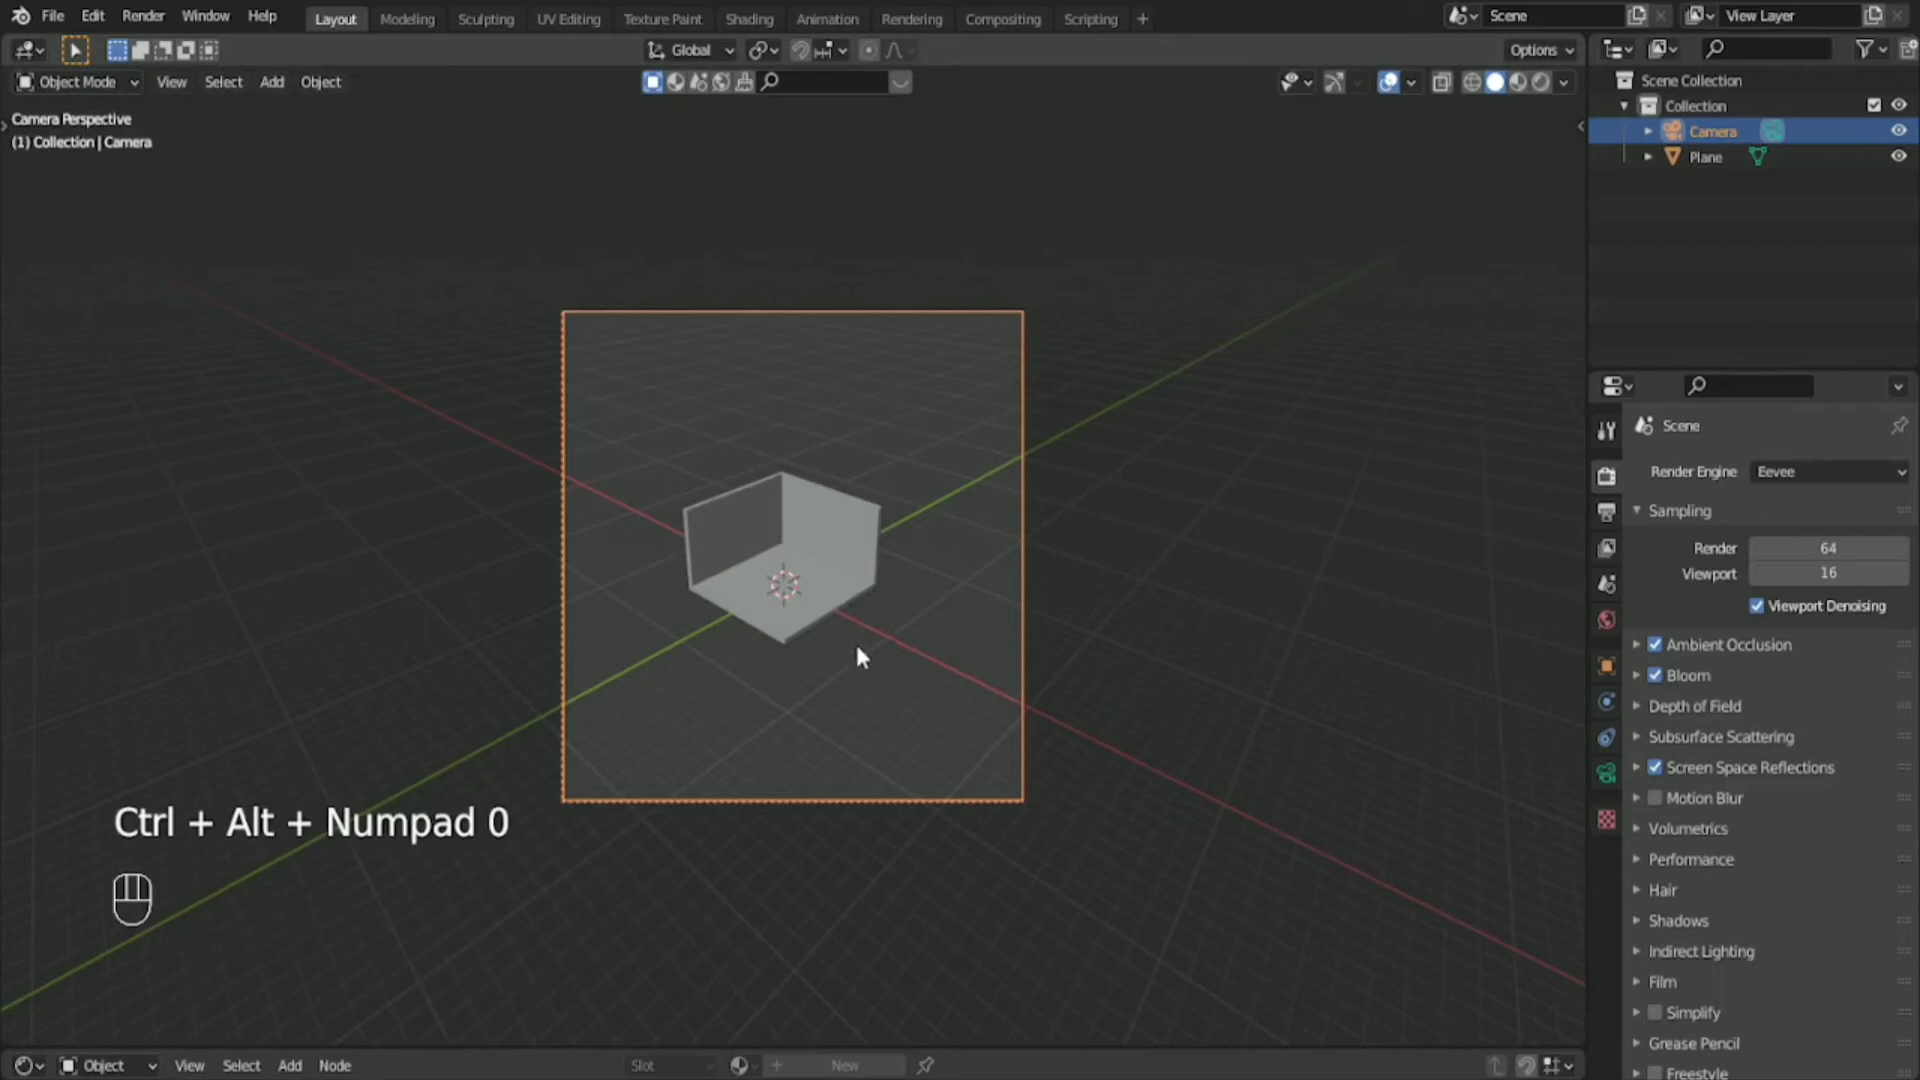 File Edit Render Window Help Layout Modeling Sculpting UV Editing Texture Paint Shading Animation Rendering Compositing Scripting + Scene View Layer
Global Options
Object Mode View Select Add Object
Camera Perspective
(1) Collection | Camera
Scene Collection
Collection
Camera
Plane
Scene
Render Engine Eevee
Sampling
Render 64
Viewport 16
Viewport Denoising
Ambient Occlusion
Bloom
Depth of Field
Subsurface Scattering
Screen Space Reflections
Motion Blur
Volumetrics
Performance
Hair
Shadows
Indirect Lighting
Film
Simplify
Grease Pencil
Freestyle
Ctrl + Alt + Numpad 0
Object View Select Add Node Slot New